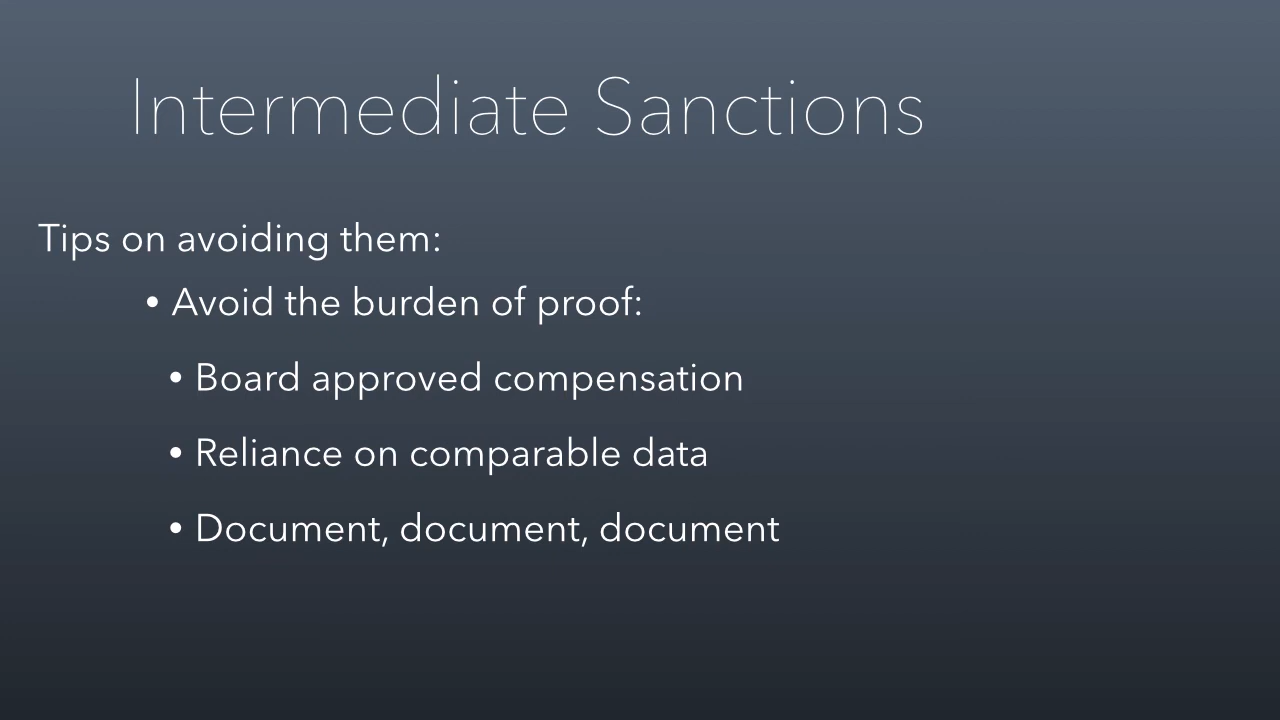 Intermediate Sanctions
Tips on avoiding them:
• Avoid the burden of proof:
• Board approved compensation
• Reliance on comparable data
• Document, document, document